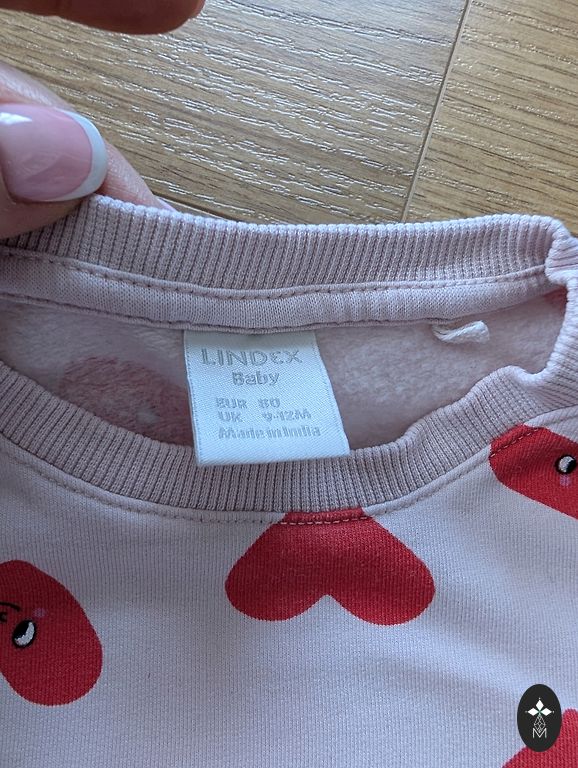 LINDEX
Baby
EUR 80
UK 9-12M
Made in India
M